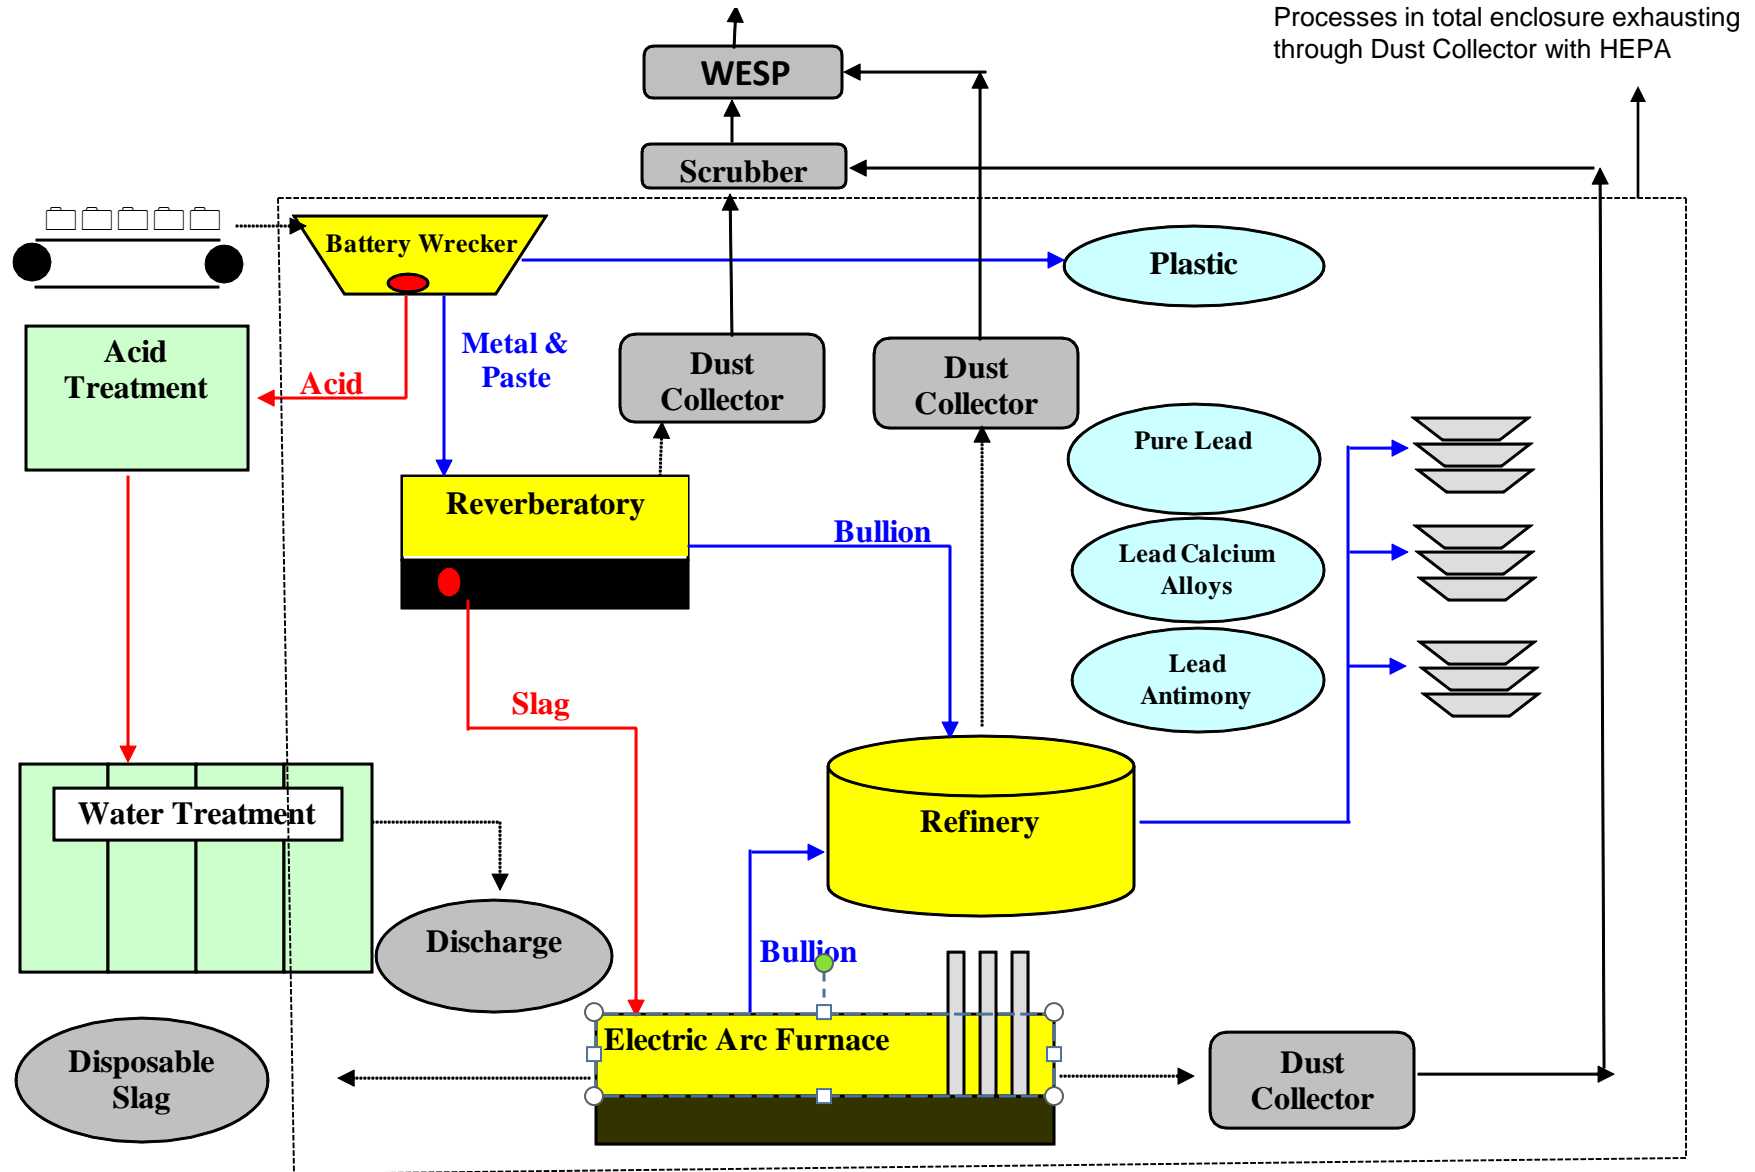 Processes in total enclosure exhausting
through Dust Collector with HEPA
WESP
Scrubber
Battery Wrecker
Plastic
Acid
Treatment
Acid
Metal &
Paste
Dust
Collector
Dust
Collector
Pure Lead
Reverberatory
Bullion
Lead Calcium
Alloys
Lead
Antimony
Slag
Water Treatment
Refinery
Discharge
Bullion
Electric Arc Furnace
Disposable
Slag
Dust
Collector